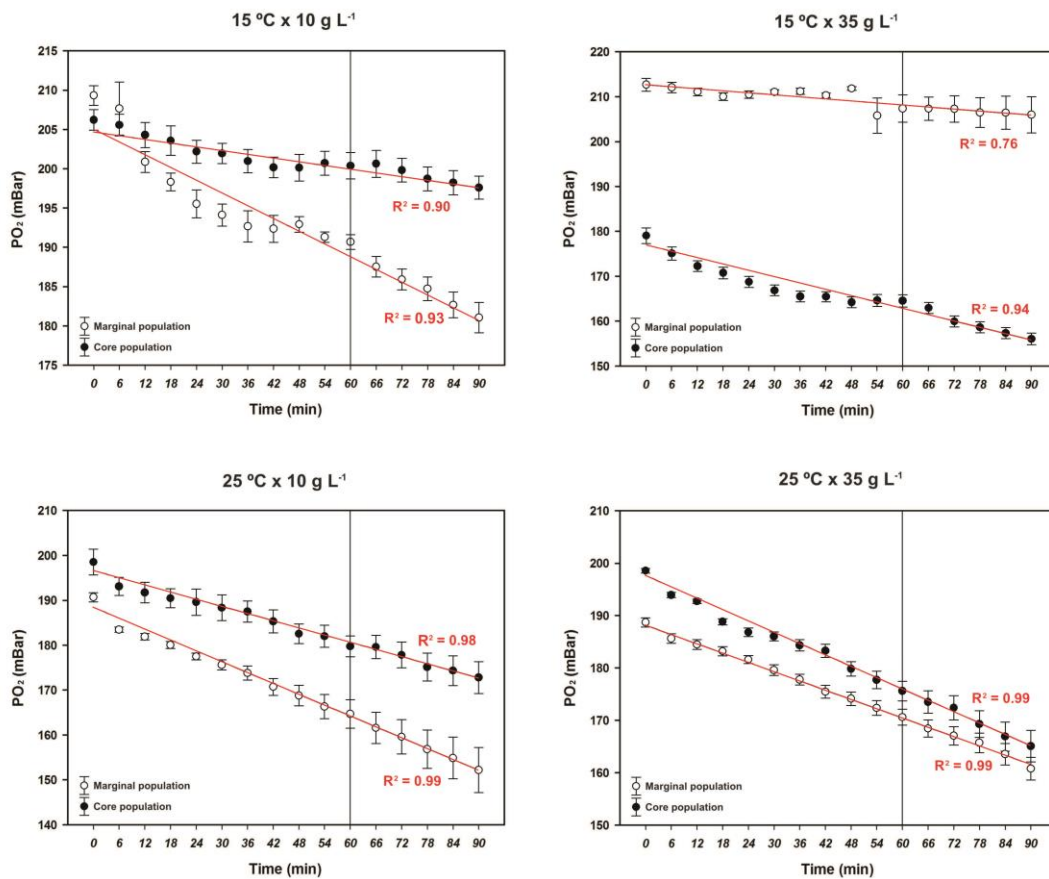 15 ºC x 10 g L⁻¹
215
210
205
200
195
190
185
180
175
PO₂ (mBar)
R² = 0.90
R² = 0.93
Marginal population
Core population
0 6 12 18 24 30 36 42 48 54 60 66 72 78 84 90
Time (min)
15 ºC x 35 g L⁻¹
220
210
200
190
180
170
160
150
PO₂ (mBar)
R² = 0.76
R² = 0.94
Marginal population
Core population
0 6 12 18 24 30 36 42 48 54 60 66 72 78 84 90
Time (min)
25 ºC x 10 g L⁻¹
210
200
190
180
170
160
150
140
PO₂ (mBar)
R² = 0.98
R² = 0.99
Marginal population
Core population
0 6 12 18 24 30 36 42 48 54 60 66 72 78 84 90
Time (min)
25 ºC x 35 g L⁻¹
210
200
190
180
170
160
150
PO₂ (mBar)
R² = 0.99
R² = 0.99
Marginal population
Core population
0 6 12 18 24 30 36 42 48 54 60 66 72 78 84 90
Time (min)